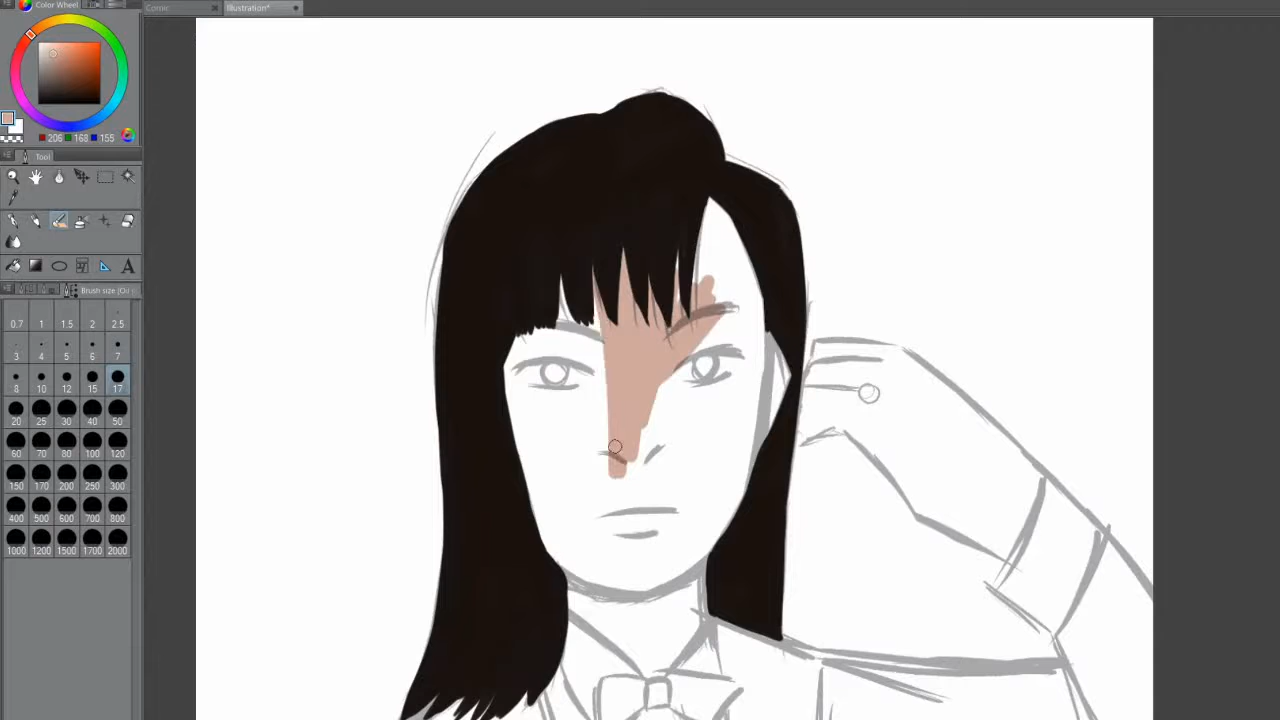 Color Wheel
Corner
Illustration*
206 168 155
Tool
Brush size (Oi
0.7 1 1.5 2 2.5
3 4 5 6 7
8 10 12 15 17
20 25 30 40 50
60 70 80 100 120
150 170 200 250 300
400 500 600 700 800
1000 1200 1500 1700 2000